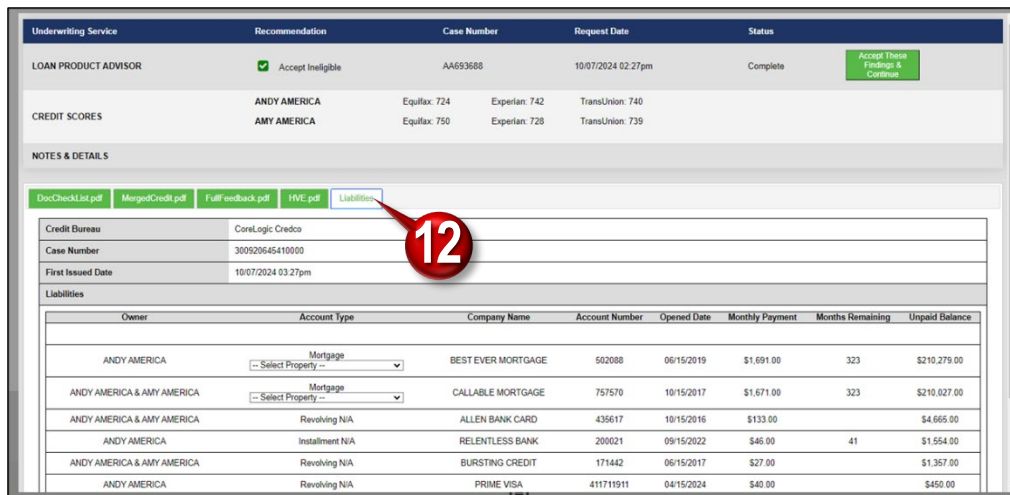 Underwriting Service Recommendation Case Number Request Date Status
LOAN PRODUCT ADVISOR Accept Ineligible AA693688 10/07/2024 02:27pm Complete Accept These Findings & Continue
CREDIT SCORES
ANDY AMERICA Equifax: 724 Experian: 742 TransUnion: 740
AMY AMERICA Equifax: 750 Experian: 728 TransUnion: 739
NOTES & DETAILS
DocCheckList.pdf MergedCredit.pdf FullFeedback.pdf HVE.pdf Liabilities
12
Credit Bureau CoreLogic Credco
Case Number 300920645410000
First Issued Date 10/07/2024 03:27pm
Liabilities
Owner Account Type Company Name Account Number Opened Date Monthly Payment Months Remaining Unpaid Balance
ANDY AMERICA Mortgage -- Select Property -- BEST EVER MORTGAGE 502088 06/15/2019 $1,691.00 323 $210,279.00
ANDY AMERICA & AMY AMERICA Mortgage -- Select Property -- CALLABLE MORTGAGE 757570 10/15/2017 $1,671.00 323 $210,027.00
ANDY AMERICA & AMY AMERICA Revolving N/A ALLEN BANK CARD 435617 10/15/2016 $133.00 $4,665.00
ANDY AMERICA Installment N/A RELENTLESS BANK 200021 09/15/2022 $46.00 41 $1,554.00
ANDY AMERICA & AMY AMERICA Revolving N/A BURSTING CREDIT 171442 06/15/2017 $27.00 $1,357.00
ANDY AMERICA Revolving N/A PRIME VISA 411711911 04/15/2024 $40.00 $450.00